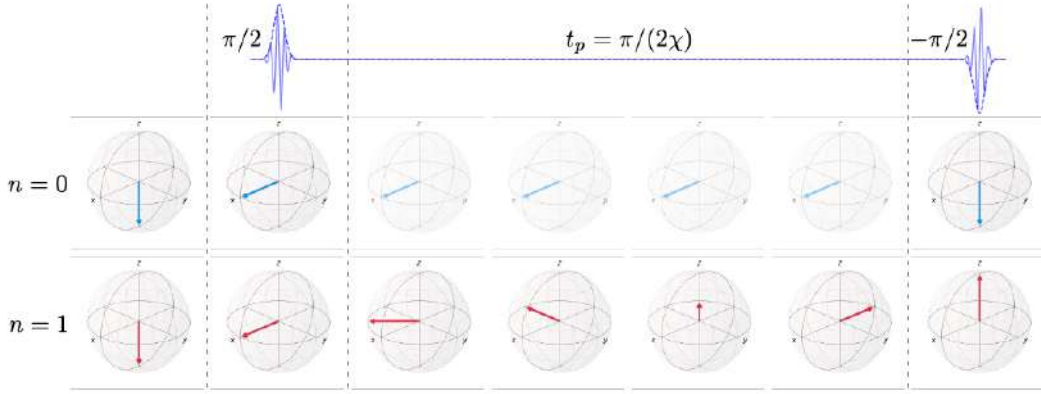 π/2 t_p = π/(2χ) −π/2
z z z z z z z
n = 0 x y x y x y x y x y x y x y
z z z z z z z
n = 1 x y x y x y x y x y x y x y